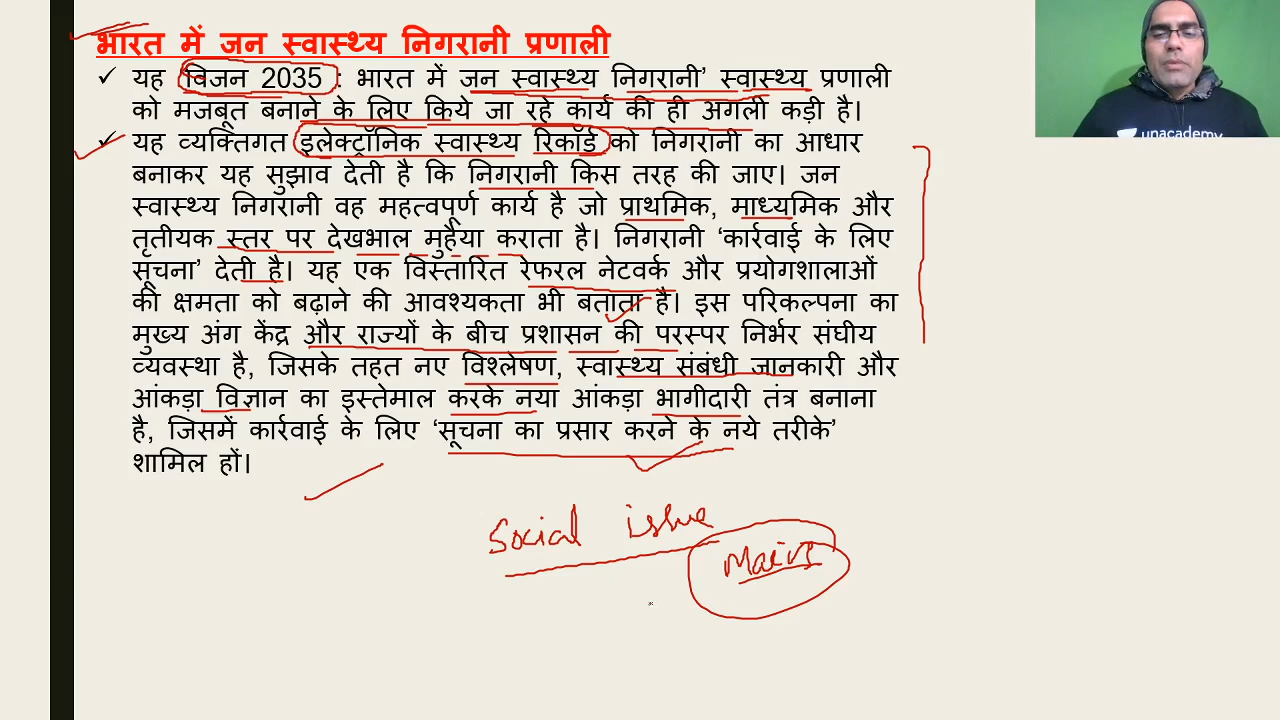 भारत में जन स्वास्थ्य निगरानी प्रणाली
✓ यह विजन 2035 : भारत में जन स्वास्थ्य निगरानी’ स्वास्थ्य प्रणाली
को मजबूत बनाने के लिए किये जा रहे कार्य की ही अगली कड़ी है।
✓ यह व्यक्तिगत इलेक्ट्रॉनिक स्वास्थ्य रिकॉर्ड को निगरानी का आधार
बनाकर यह सुझाव देती है कि निगरानी किस तरह की जाए। जन
स्वास्थ्य निगरानी वह महत्वपूर्ण कार्य है जो प्राथमिक, माध्यमिक और
तृतीयक स्तर पर देखभाल मुहैया कराता है। निगरानी ‘कार्रवाई के लिए
सूचना’ देती है। यह एक विस्तारित रेफरल नेटवर्क और प्रयोगशालाओं
की क्षमता को बढ़ाने की आवश्यकता भी बताता है। इस परिकल्पना का
मुख्य अंग केंद्र और राज्यों के बीच प्रशासन की परस्पर निर्भर संघीय
व्यवस्था है, जिसके तहत नए विश्लेषण, स्वास्थ्य संबंधी जानकारी और
आंकड़ा विज्ञान का इस्तेमाल करके नया आंकड़ा भागीदारी तंत्र बनाना
है, जिसमें कार्रवाई के लिए ‘सूचना का प्रसार करने के नये तरीके’
शामिल हों।
Social issue
Mains
unacademy